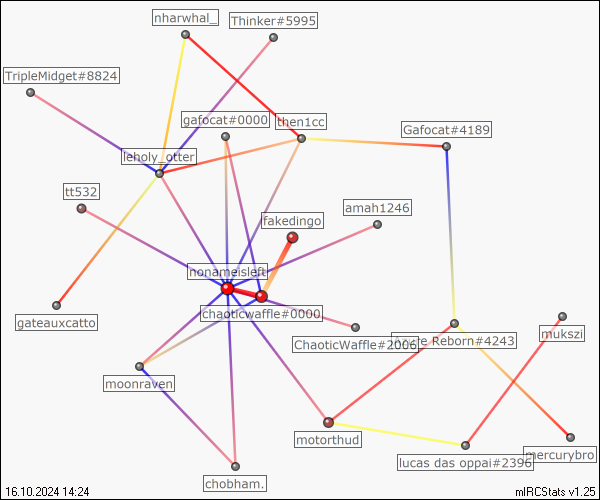 nharwhal_
Thinker#5995
TripleMidget#8824
gafocat#0000
then1cc
Gafocat#4189
leholy_otter
tt532
amah1246
fakedingo
nonameisleft
chaoticwaffle#0000
gateauxcatto
ChaoticWaffle#2006
Reborn#4243
mukszi
moonraven
motorthud
lucas das oppai#2396
mercurybro
chobham.
16.10.2024 14:24
mIRCStats v1.25